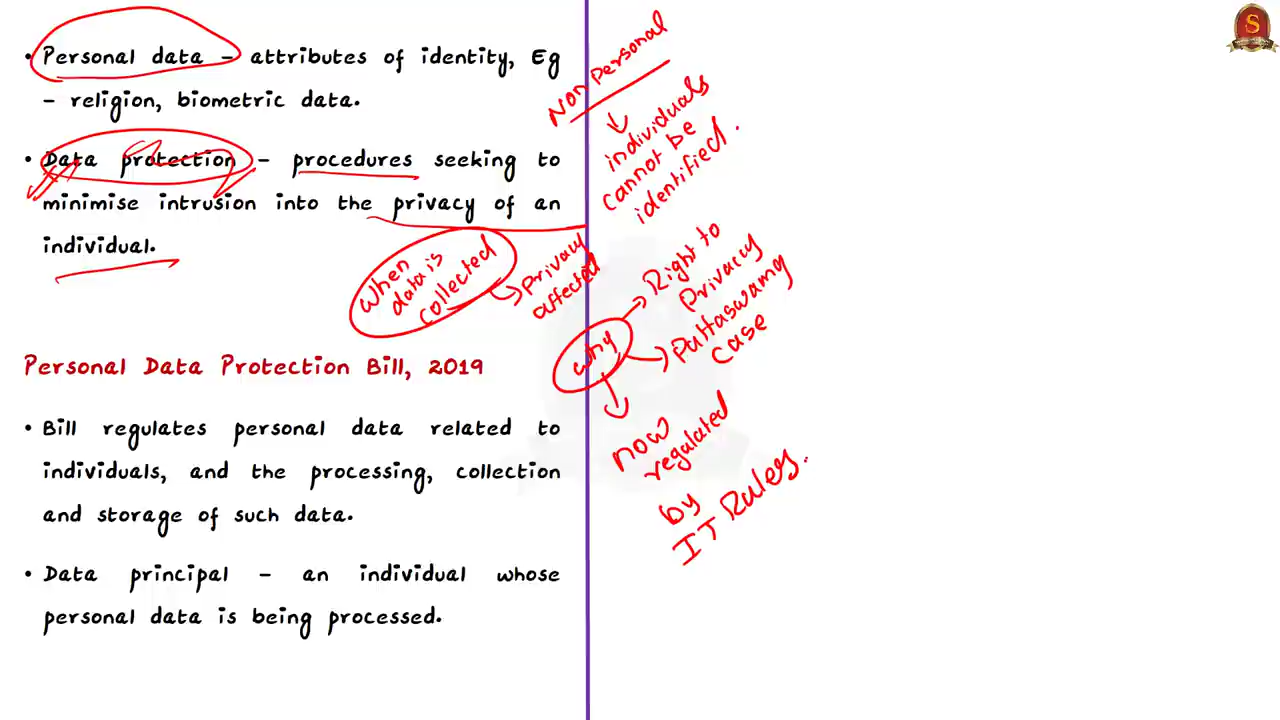 • Personal data – attributes of identity, Eg
– religion, biometric data.
• Data protection – procedures seeking to
minimise intrusion into the privacy of an
individual.
Personal Data Protection Bill, 2019
• Bill regulates personal data related to
individuals, and the processing, collection
and storage of such data.
• Data principal – an individual whose
personal data is being processed.
Non Personal
individuals
cannot be
identified.
When
data is
collected
Privacy
affected
why
Right to
Privacy
Puttaswamy
case
now
regulated
by
IT Rules.
S